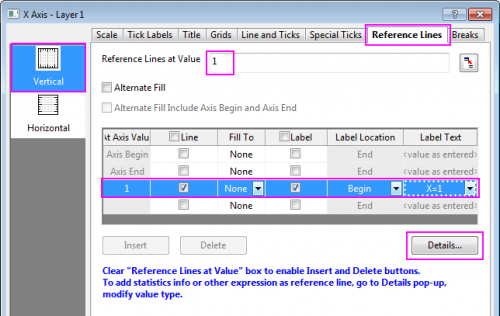 X Axis - Layer1
Scale Tick Labels Title Grids Line and Ticks Special Ticks Reference Lines Breaks
Vertical
Horizontal
Reference Lines at Value 1
Alternate Fill
Alternate Fill Include Axis Begin and Axis End
At Axis Valu Line Fill To Label Label Location Label Text
Axis Begin None End <value as entered>
Axis End None End <value as entered>
1 None Begin X=1
None End <value as entered>
Insert Delete Details...
Clear "Reference Lines at Value" box to enable Insert and Delete buttons.
To add statistics info or other expression as reference line, go to Details pop-up,
modify value type.